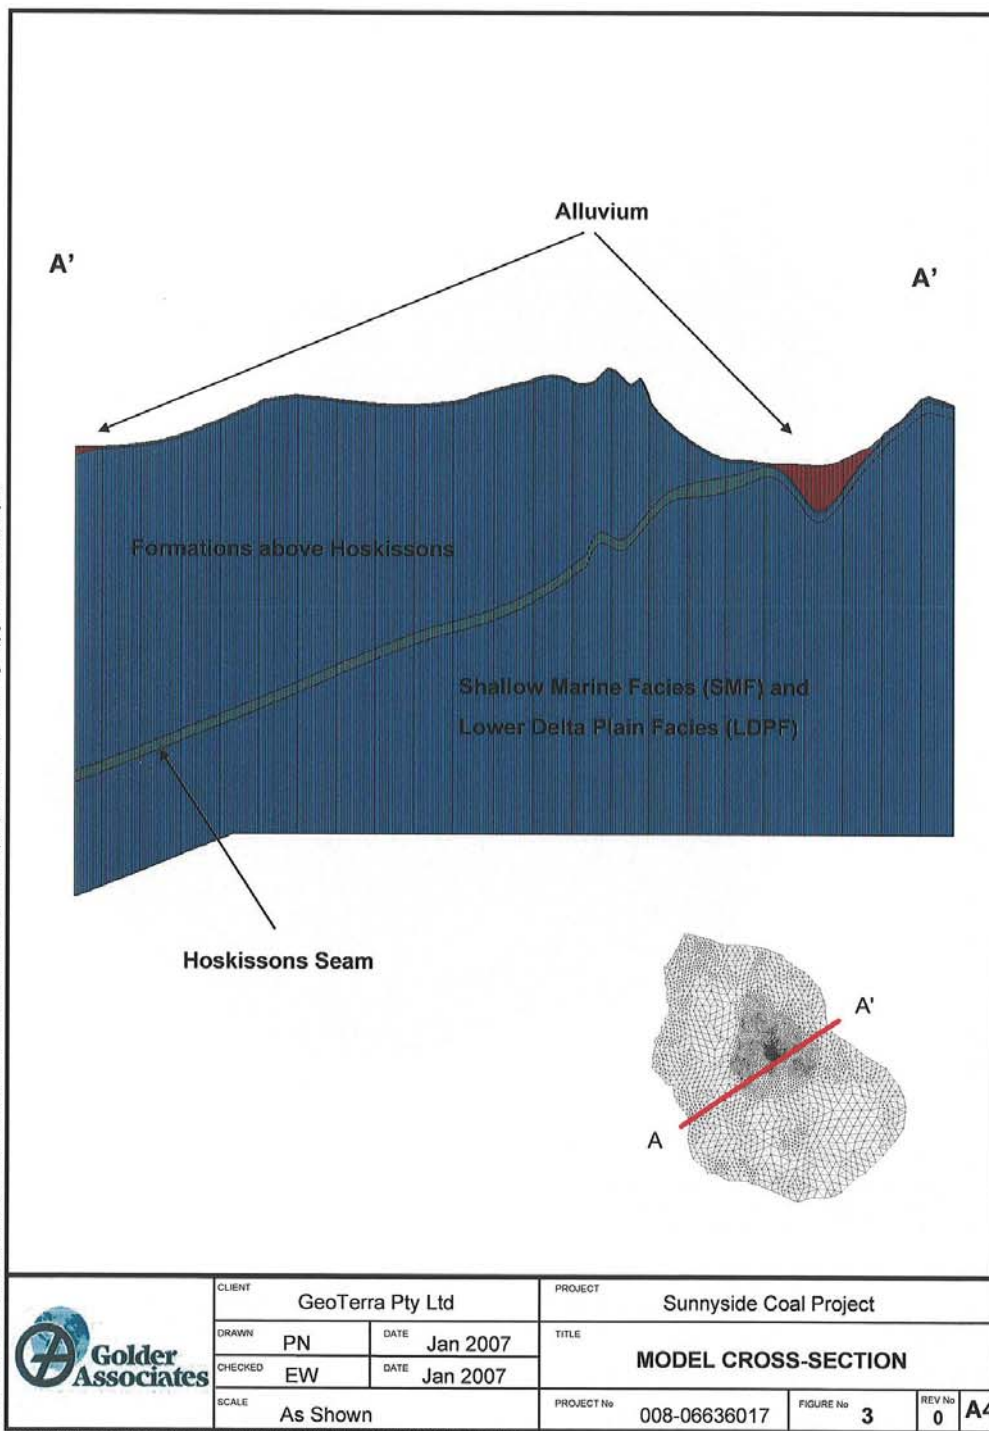 Alluvium
A'
A'
Formations above Hoskissons
Shallow Marine Facies (SMF) and
Lower Delta Plain Facies (LDPF)
Hoskissons Seam
A'
A
Golder
Associates
CLIENT
GeoTerra Pty Ltd
PROJECT
Sunnyside Coal Project
DRAWN
PN
DATE
Jan 2007
TITLE
MODEL CROSS-SECTION
CHECKED
EW
DATE
Jan 2007
SCALE
As Shown
PROJECT No
008-06636017
FIGURE No
3
REV No
0
A4